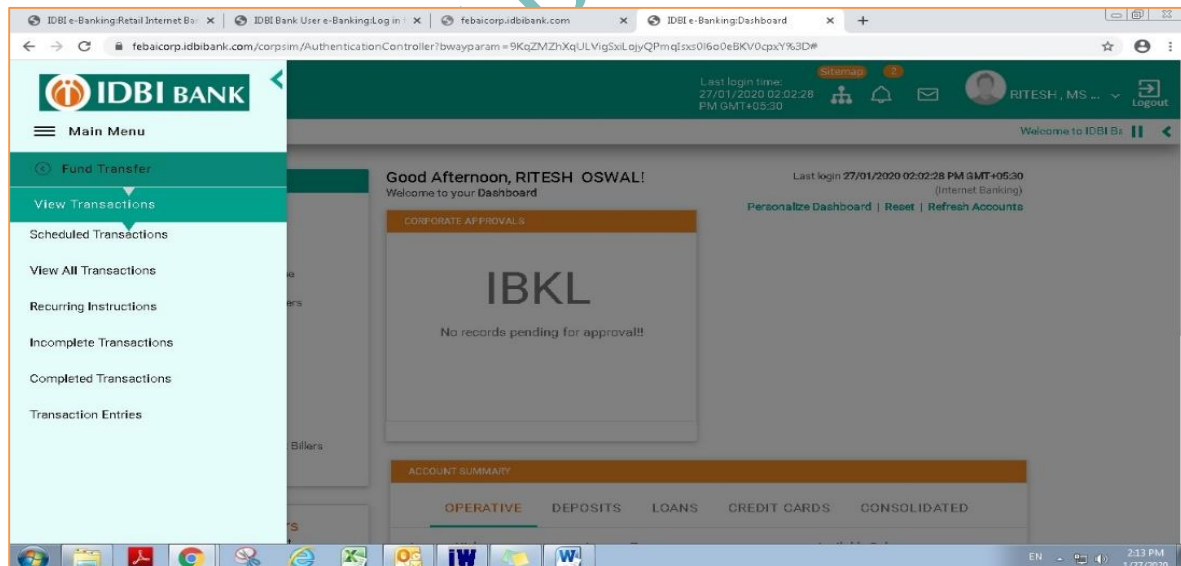 IDBI e-Banking:Retail Internet Ba
IDBI Bank User e-Banking:Log in
febaicorp.idbibank.com
IDBI e-Banking:Dashboard
febaicorp.idbibank.com/corpsim/AuthenticationController?bwayparam=
IDBI BANK
Last login time:
27/01/2020 02:02:28
PM GMT+05:30
Sitemap
2
RITESH , MS ...
Logout
Main Menu
Welcome to IDBI Ba
Fund Transfer
View Transactions
Scheduled Transactions
View All Transactions
Recurring Instructions
Incomplete Transactions
Completed Transactions
Transaction Entries
Good Afternoon, RITESH OSWAL!
Welcome to your Dashboard
Last login 27/01/2020 02:02:28 PM GMT+05:30
(Internet Banking)
Personalize Dashboard | Reset | Refresh Accounts
CORPORATE APPROVALS
IBKL
No records pending for approval!!
ers
Billers
ACCOUNT SUMMARY
OPERATIVE DEPOSITS LOANS CREDIT CARDS CONSOLIDATED
EN
2:13 PM
1/27/2020